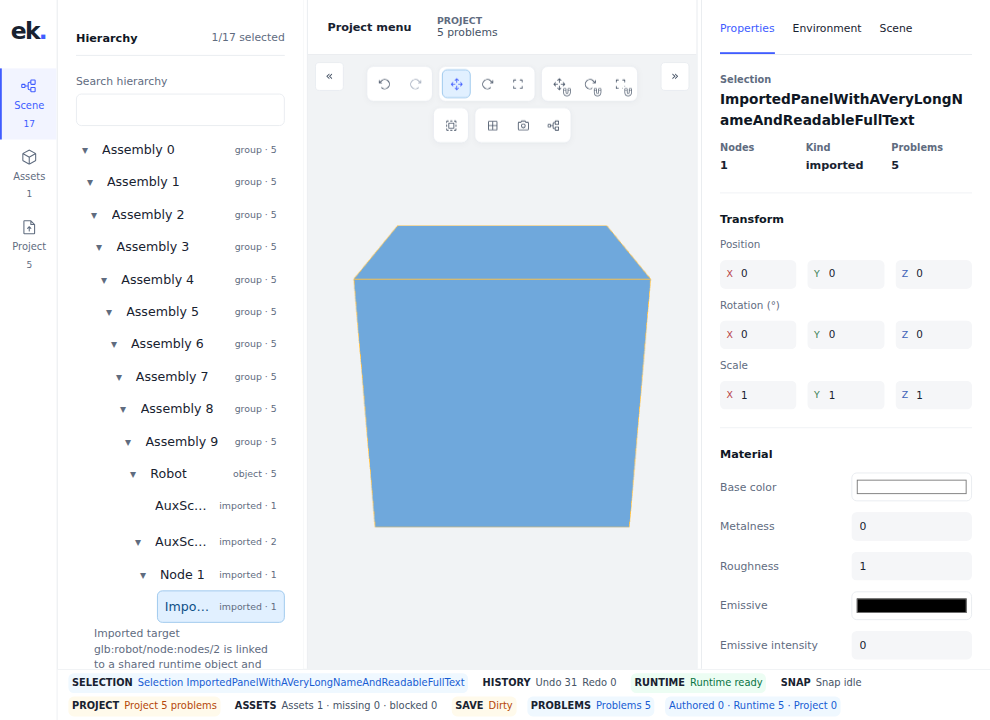 ek.
Scene
17
Assets
1
Project
5
Hierarchy
1/17 selected
Search hierarchy
Assembly 0 group · 5
Assembly 1 group · 5
Assembly 2 group · 5
Assembly 3 group · 5
Assembly 4 group · 5
Assembly 5 group · 5
Assembly 6 group · 5
Assembly 7 group · 5
Assembly 8 group · 5
Assembly 9 group · 5
Robot object · 5
AuxSc... imported · 1
AuxSc... imported · 2
Node 1 imported · 1
Impo... imported · 1
Imported target
glb:robot/node:nodes/2 is linked
to a shared runtime object and
Project menu
PROJECT
5 problems
«
»
Properties Environment Scene
Selection
ImportedPanelWithAVeryLongN
ameAndReadableFullText
Nodes Kind Problems
1 imported 5
Transform
Position
X 0 Y 0 Z 0
Rotation (°)
X 0 Y 0 Z 0
Scale
X 1 Y 1 Z 1
Material
Base color
Metalness 0
Roughness 1
Emissive
Emissive intensity 0
SELECTION Selection ImportedPanelWithAVeryLongNameAndReadableFullText HISTORY Undo 31 Redo 0 RUNTIME Runtime ready SNAP Snap idle
PROJECT Project 5 problems ASSETS Assets 1 · missing 0 · blocked 0 SAVE Dirty PROBLEMS Problems 5 Authored 0 · Runtime 5 · Project 0